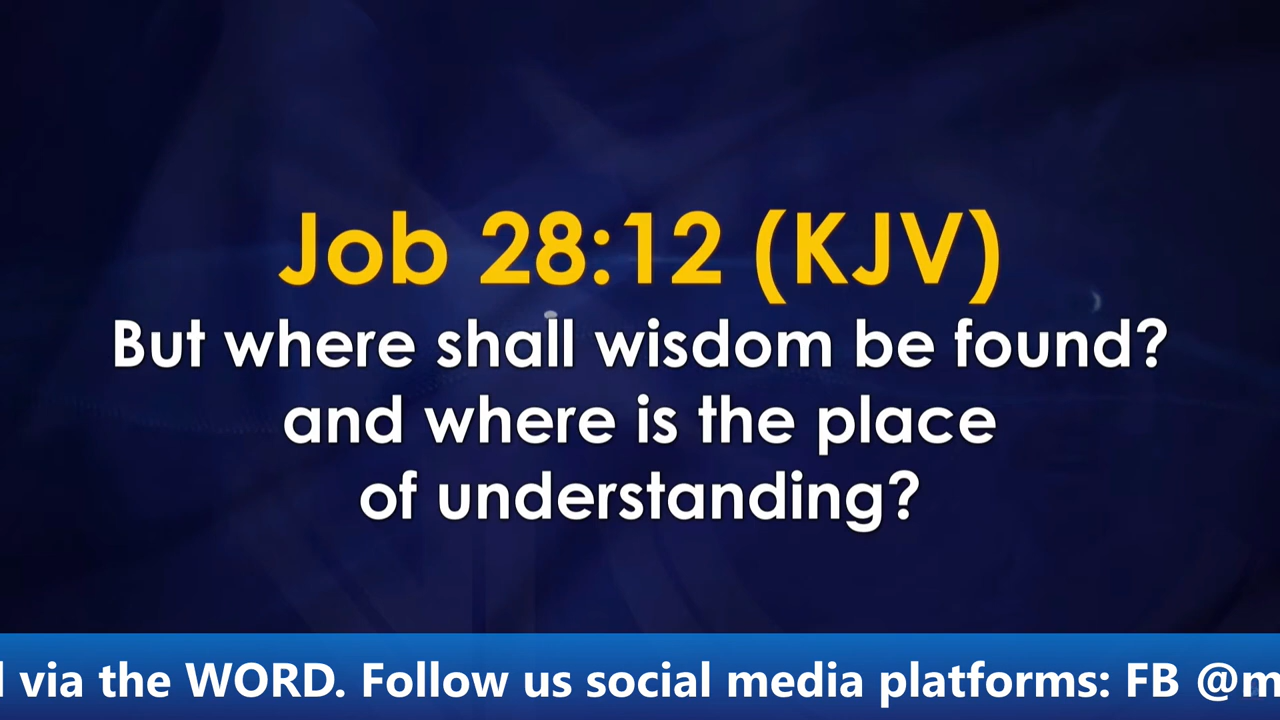 Job 28:12 (KJV)
But where shall wisdom be found?
and where is the place
of understanding?
via the WORD. Follow us social media platforms: FB